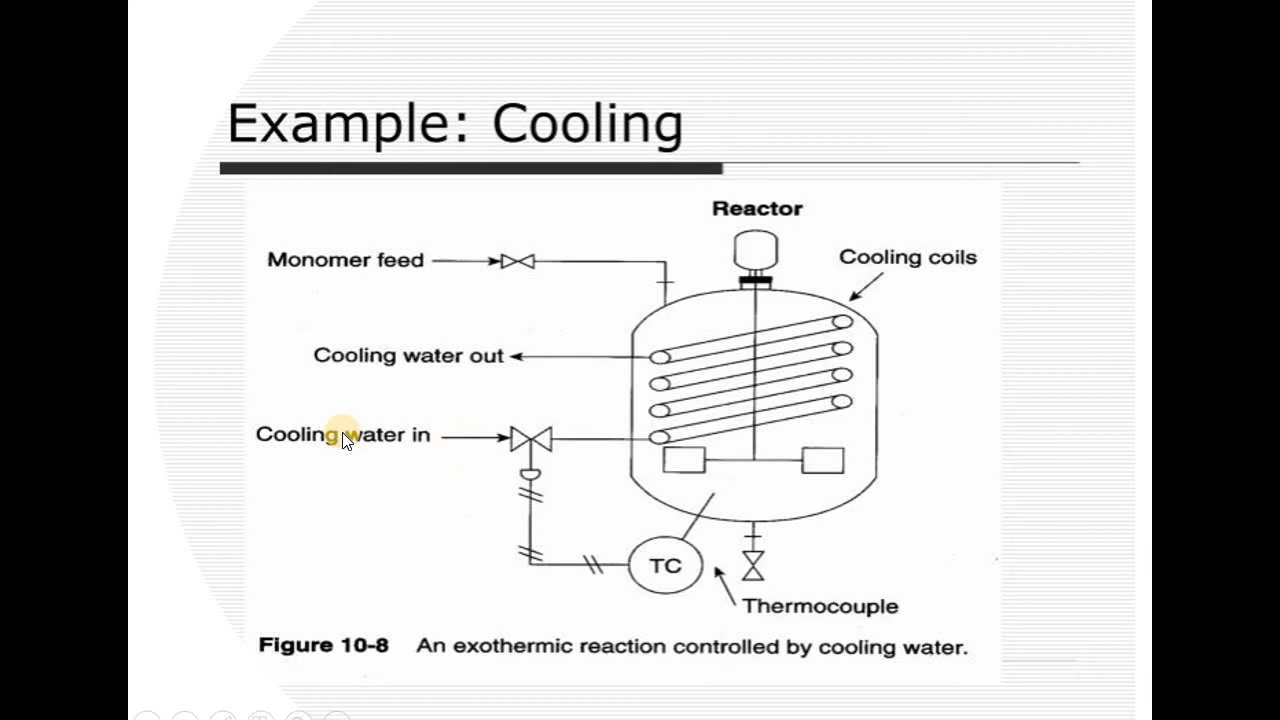 Example: Cooling
Reactor
Monomer feed
Cooling coils
Cooling water out
Cooling water in
TC
Thermocouple
Figure 10-8 An exothermic reaction controlled by cooling water.